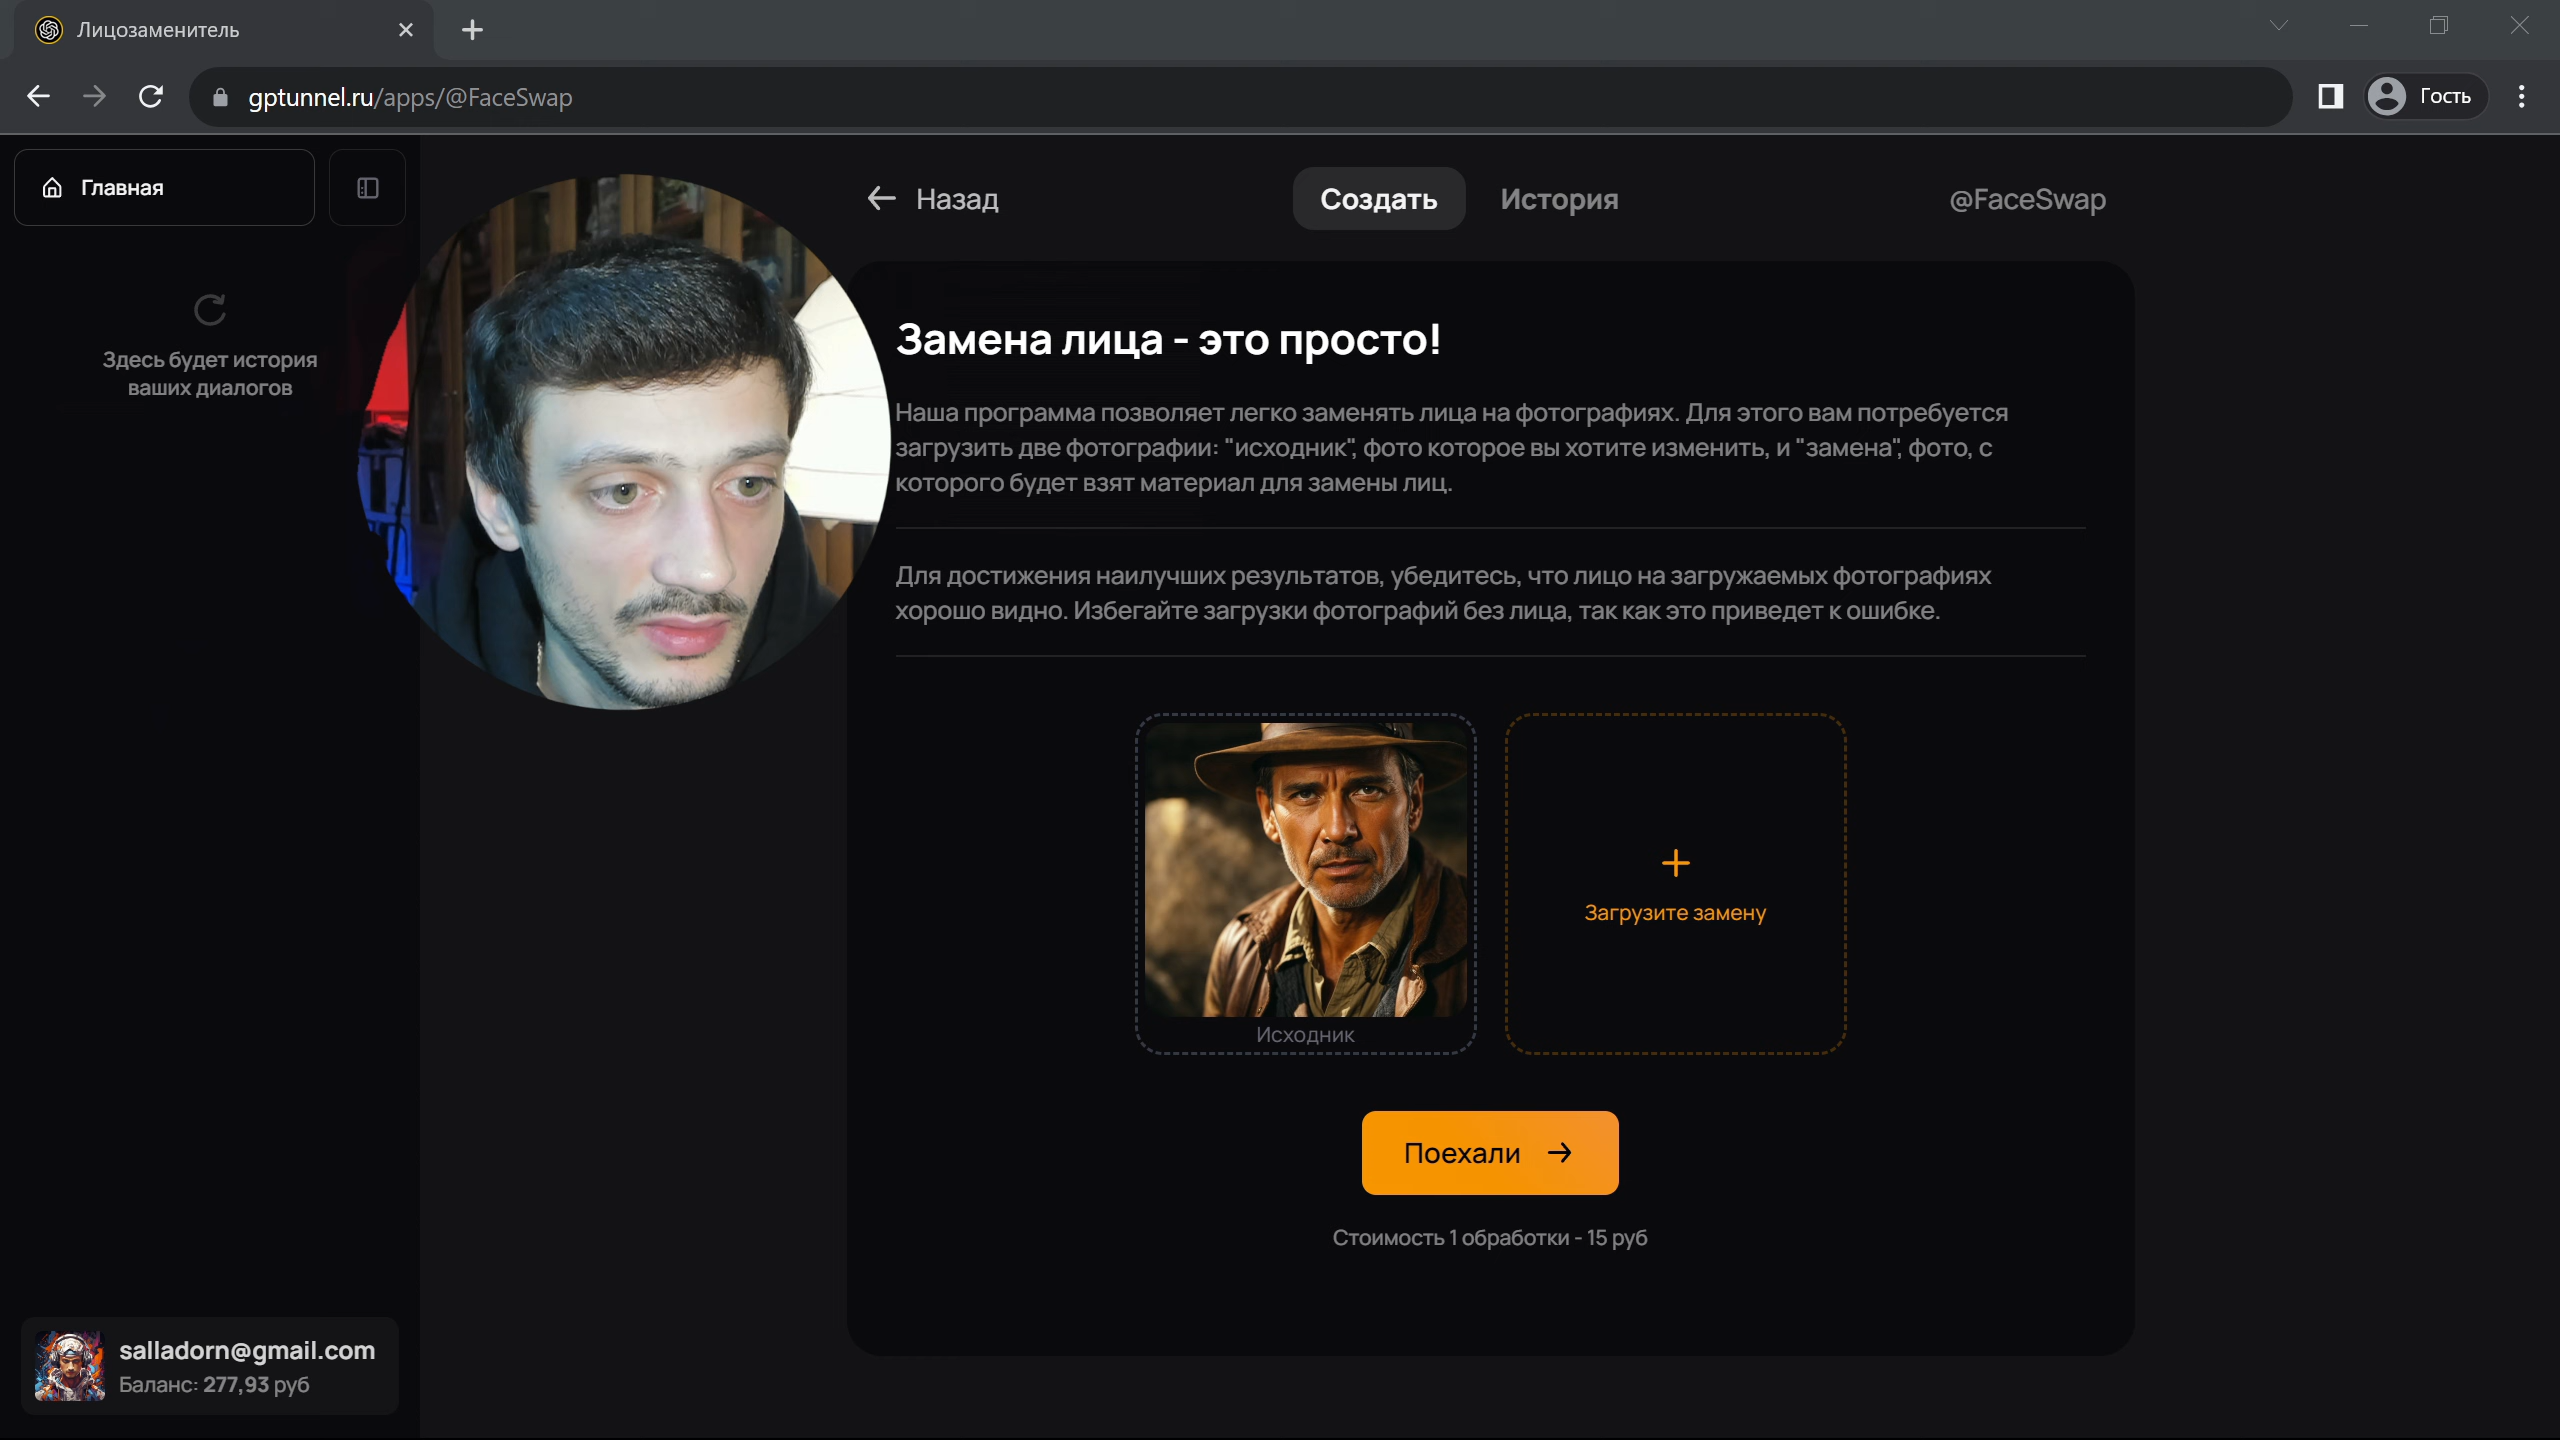 Лицозаменитель
gptunnel.ru/apps/@FaceSwap
Гость
Главная
Здесь будет история
ваших диалогов
Назад
Создать
История
@FaceSwap
Замена лица - это просто!
Наша программа позволяет легко заменять лица на фотографиях. Для этого вам потребуется
загрузить две фотографии: "исходник", фото которое вы хотите изменить, и "замена", фото, с
которого будет взят материал для замены лиц.
Для достижения наилучших результатов, убедитесь, что лицо на загружаемых фотографиях
хорошо видно. Избегайте загрузки фотографий без лица, так как это приведет к ошибке.
Исходник
Загрузите замену
Поехали
Стоимость 1 обработки - 15 руб
salladorn@gmail.com
Баланс: 277,93 руб